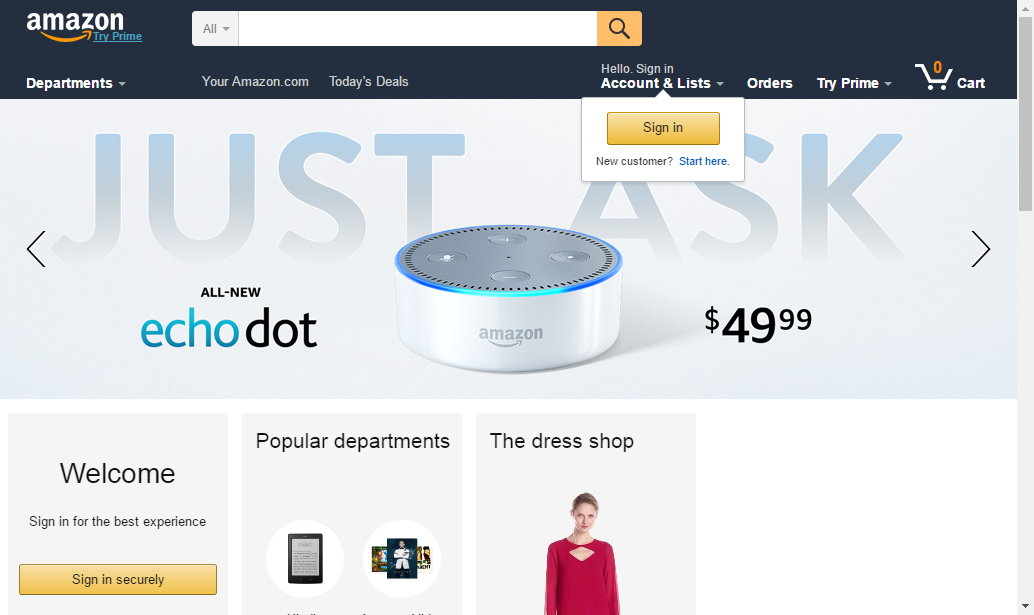 amazon
Try Prime
All
Hello. Sign in
Departments
Your Amazon.com
Today's Deals
Account & Lists
Orders
Try Prime
0
Cart
Sign in
New customer? Start here.
JUST ASK
ALL-NEW
echo dot
amazon
$49 99
Welcome
Sign in for the best experience
Sign in securely
Popular departments
The dress shop